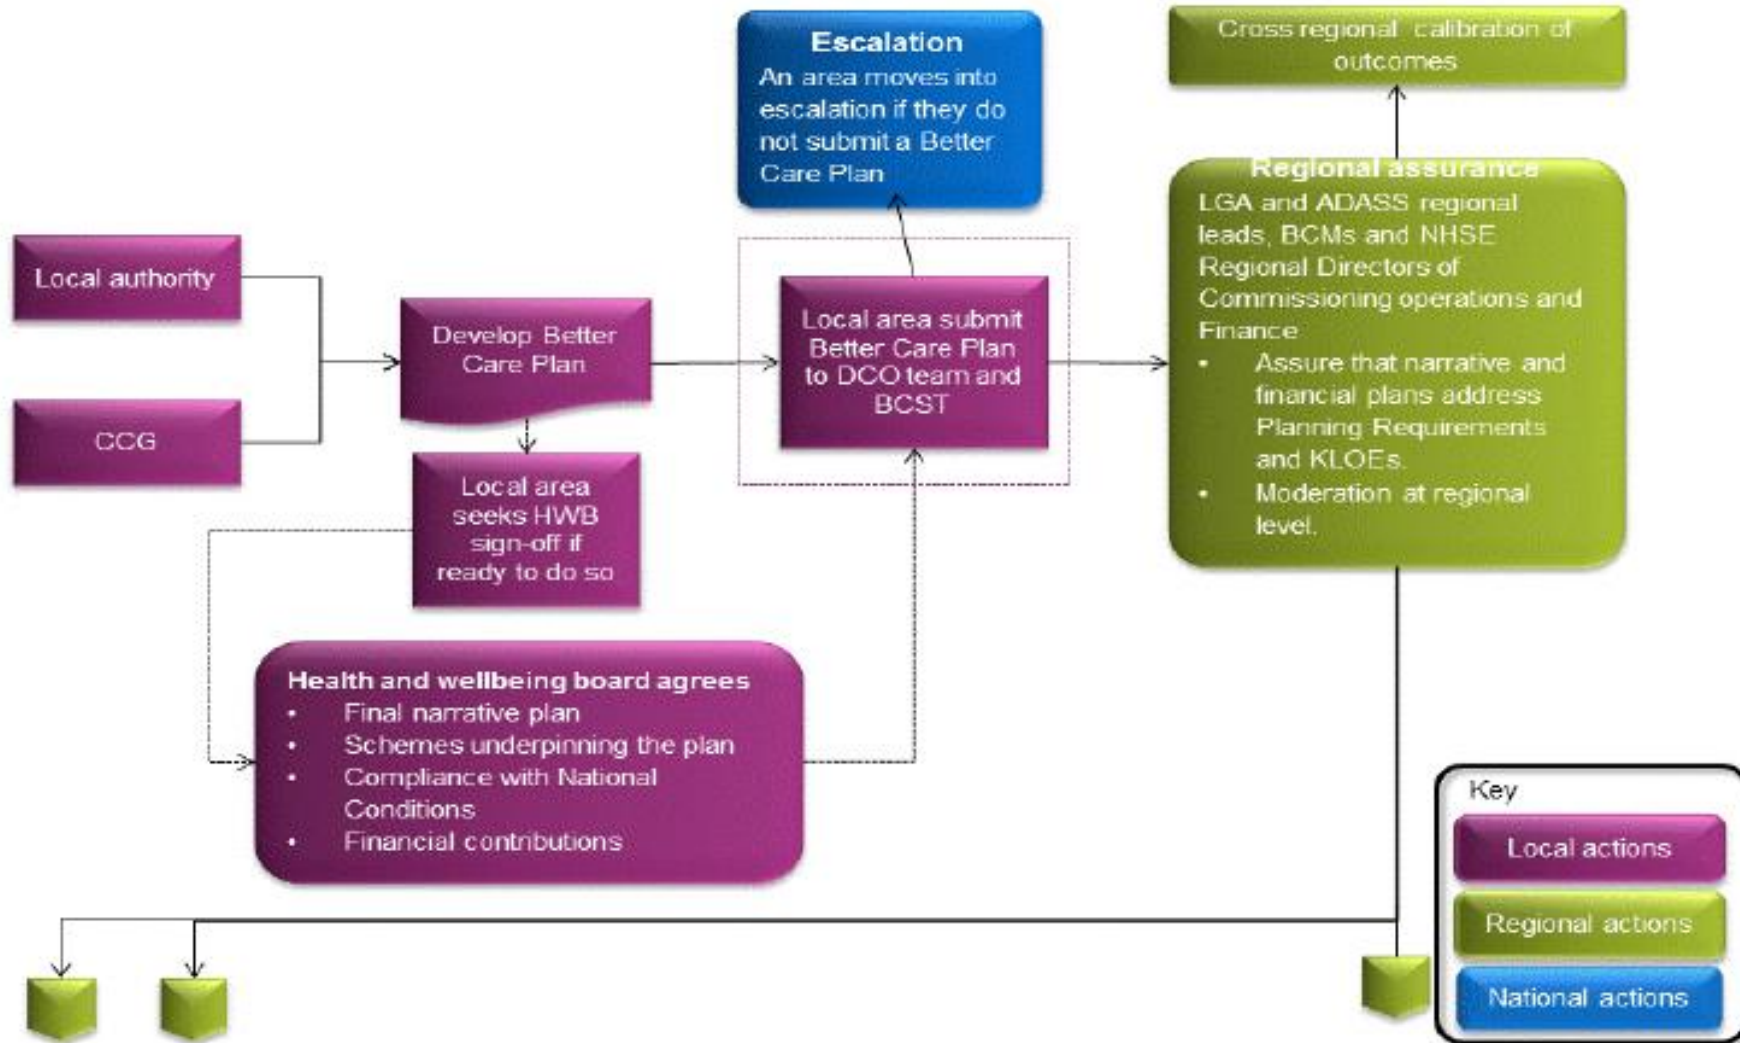 Escalation
An area moves into
escalation if they do
not submit a Better
Care Plan
Cross regional calibration of
outcomes
Regional assurance
LGA and ADASS regional
leads, BCMs and NHSE
Regional Directors of
Commissioning operations and
Finance
• Assure that narrative and
financial plans address
Planning Requirements
and KLOEs.
• Moderation at regional
level.
Local authority
CCG
Develop Better
Care Plan
Local area submit
Better Care Plan
to DCO team and
BCST
Local area
seeks HWB
sign-off if
ready to do so
Health and wellbeing board agrees
• Final narrative plan
• Schemes underpinning the plan
• Compliance with National
Conditions
• Financial contributions
Key
Local actions
Regional actions
National actions